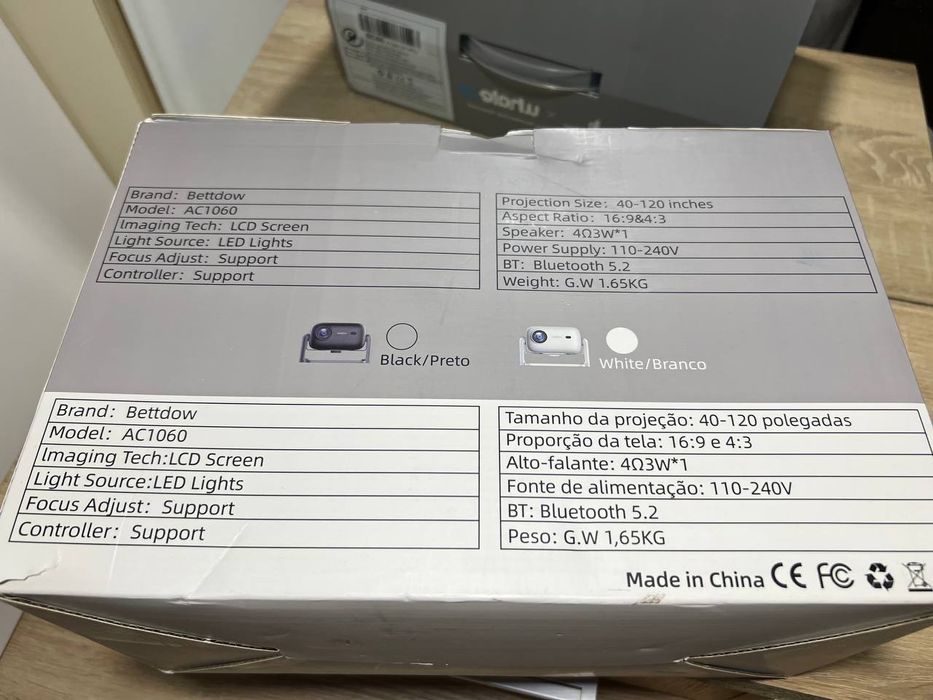 whale
Brand: Bettdow
Model: AC1060
Imaging Tech: LCD Screen
Light Source: LED Lights
Focus Adjust: Support
Controller: Support
Projection Size: 40-120 inches
Aspect Ratio: 16:9&4:3
Speaker: 4Ω3W*1
Power Supply: 110-240V
BT: Bluetooth 5.2
Weight: G.W 1.65KG
Black/Preto
White/Branco
Brand: Bettdow
Model: AC1060
Imaging Tech:LCD Screen
Light Source:LED Lights
Focus Adjust: Support
Controller: Support
Tamanho da projeção: 40-120 polegadas
Proporção da tela: 16:9 e 4:3
Alto-falante: 4Ω3W*1
Fonte de alimentação: 110-240V
BT: Bluetooth 5.2
Peso: G.W 1,65KG
Made in China CE FC